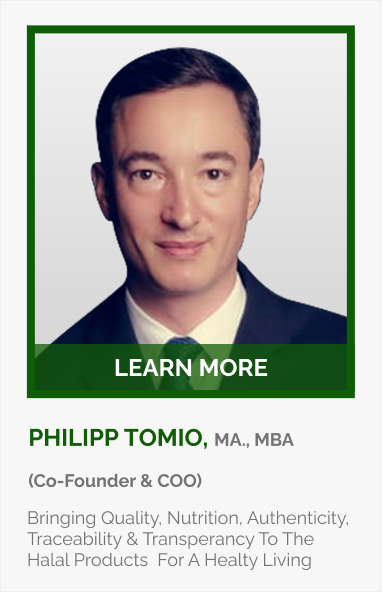 LEARN MORE
PHILIPP TOMIO, MA., MBA
(Co-Founder & COO)
Bringing Quality, Nutrition, Authenticity,
Traceability & Transperancy To The
Halal Products  For A Healty Living